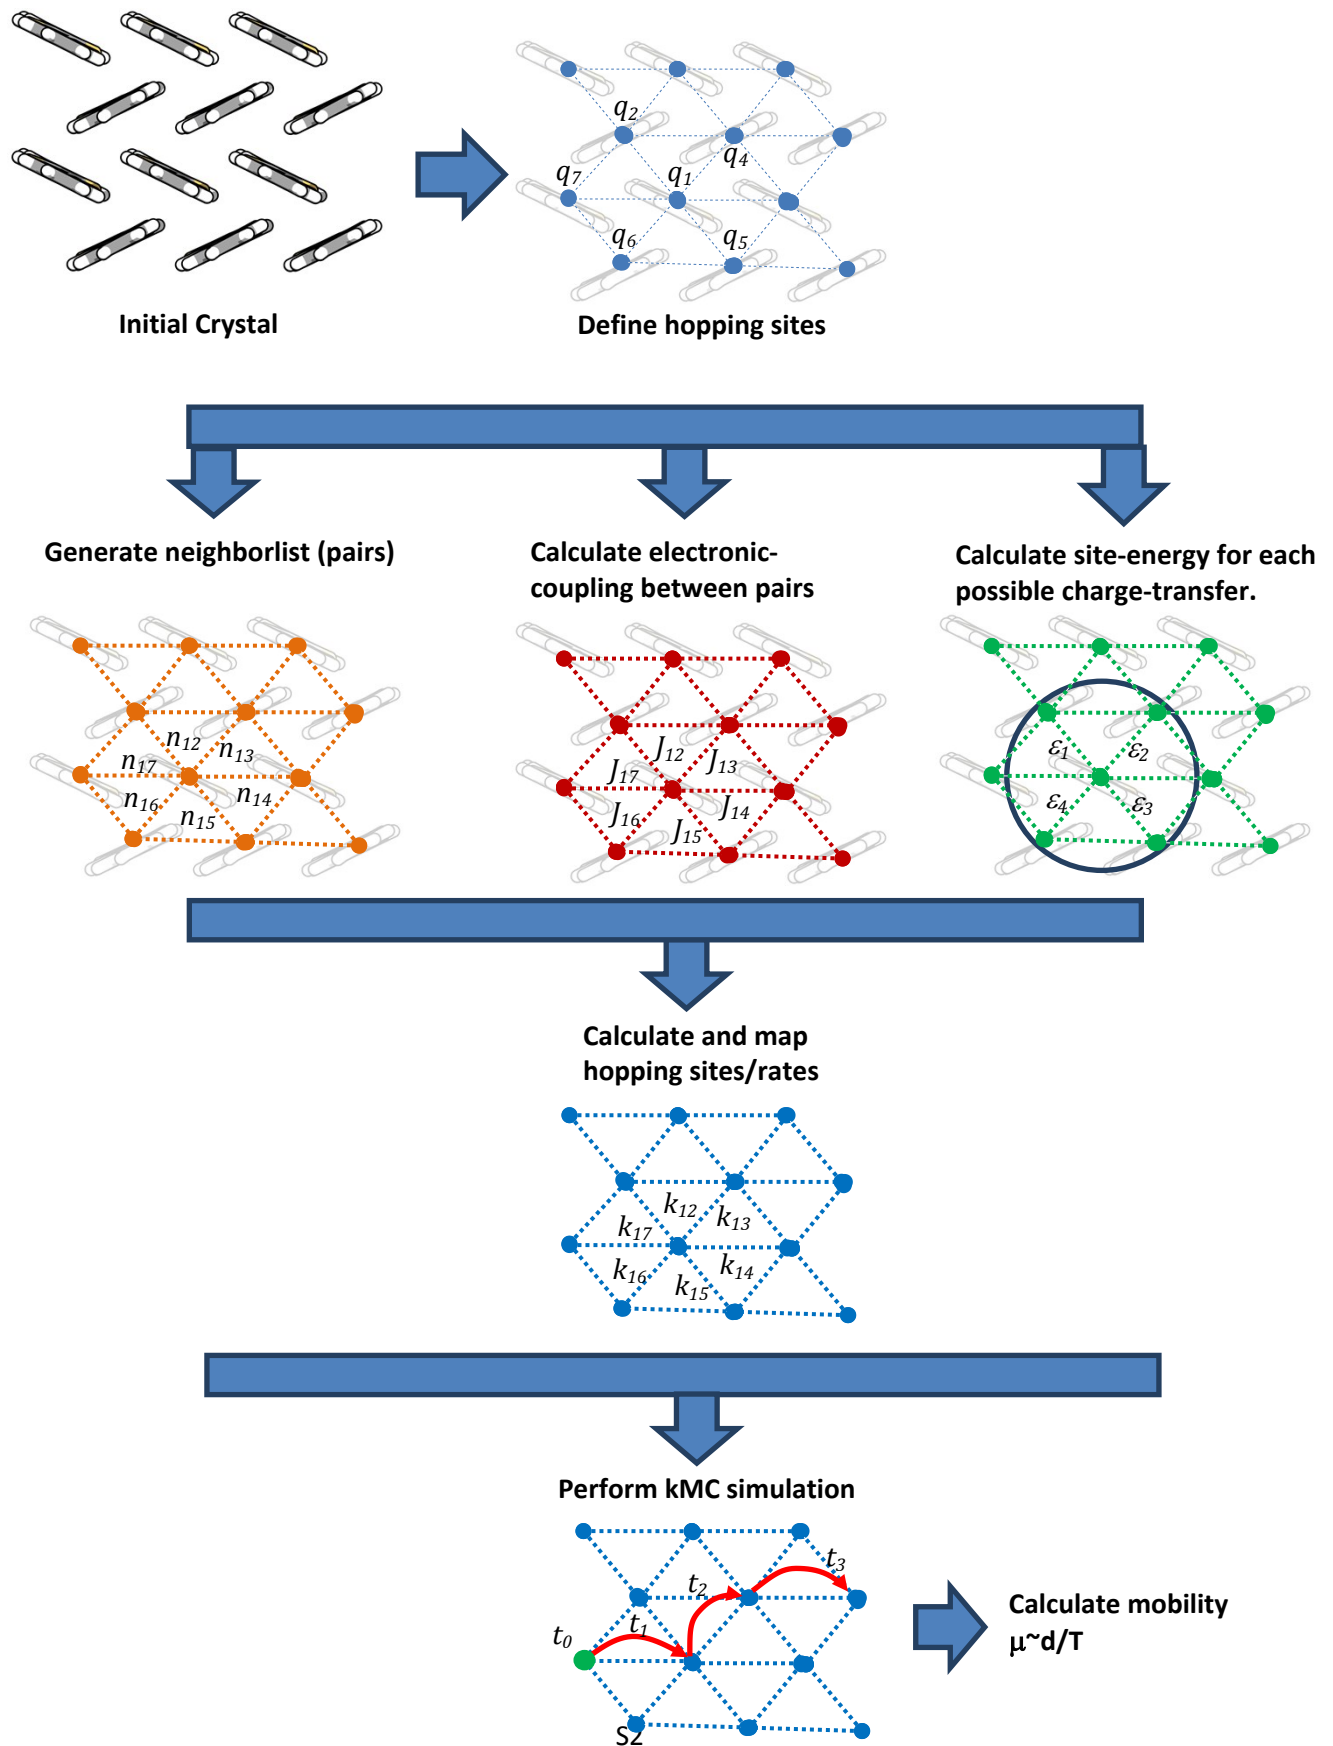 q2
q4
q7
q1
q6
q5
Initial Crystal
Define hopping sites
Generate neighborlist (pairs)
Calculate electronic-
coupling between pairs
Calculate site-energy for each
possible charge-transfer.
n12
n13
n17
n16
n14
n15
J12
J13
J17
J16
J14
J15
ε1
ε2
ε4
ε3
Calculate and map
hopping sites/rates
k12
k13
k17
k16
k14
k15
Perform kMC simulation
t3
t2
t1
t0
Calculate mobility
μ~d/T
S2